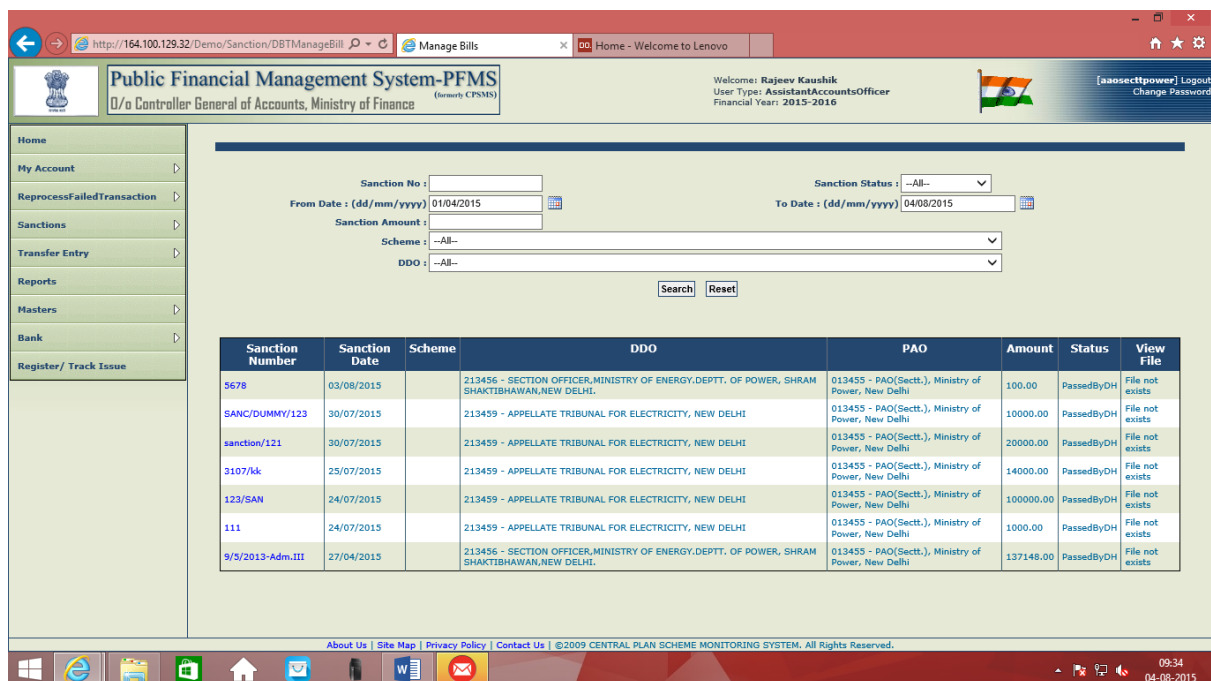 http://164.100.129.32/Demo/Sanction/DBTManageBill
Manage Bills
DO. Home - Welcome to Lenovo
Public Financial Management System-PFMS
(formerly CPSMS)
O/o Controller General of Accounts, Ministry of Finance
Welcome: Rajeev Kaushik
User Type: AssistantAccountsOfficer
Financial Year: 2015-2016
[aaosecttpower] Logout
Change Password
Home
My Account
ReprocessFailedTransaction
Sanctions
Transfer Entry
Reports
Masters
Bank
Register/ Track Issue
Sanction No :
Sanction Status : --All--
From Date : (dd/mm/yyyy) 01/04/2015
To Date : (dd/mm/yyyy) 04/08/2015
Sanction Amount :
Scheme : --All--
DDO : --All--
Search Reset
Sanction Number Sanction Date Scheme DDO PAO Amount Status View File
5678 03/08/2015 213456 - SECTION OFFICER,MINISTRY OF ENERGY.DEPTT. OF POWER, SHRAM SHAKTIBHAWAN,NEW DELHI. 013455 - PAO(Sectt.), Ministry of Power, New Delhi 100.00 PassedByDH File not exists
SANC/DUMMY/123 30/07/2015 213459 - APPELLATE TRIBUNAL FOR ELECTRICITY, NEW DELHI 013455 - PAO(Sectt.), Ministry of Power, New Delhi 10000.00 PassedByDH File not exists
sanction/121 30/07/2015 213459 - APPELLATE TRIBUNAL FOR ELECTRICITY, NEW DELHI 013455 - PAO(Sectt.), Ministry of Power, New Delhi 20000.00 PassedByDH File not exists
3107/kk 25/07/2015 213459 - APPELLATE TRIBUNAL FOR ELECTRICITY, NEW DELHI 013455 - PAO(Sectt.), Ministry of Power, New Delhi 14000.00 PassedByDH File not exists
123/SAN 24/07/2015 213459 - APPELLATE TRIBUNAL FOR ELECTRICITY, NEW DELHI 013455 - PAO(Sectt.), Ministry of Power, New Delhi 100000.00 PassedByDH File not exists
111 24/07/2015 213459 - APPELLATE TRIBUNAL FOR ELECTRICITY, NEW DELHI 013455 - PAO(Sectt.), Ministry of Power, New Delhi 1000.00 PassedByDH File not exists
9/5/2013-Adm.III 27/04/2015 213456 - SECTION OFFICER,MINISTRY OF ENERGY.DEPTT. OF POWER, SHRAM SHAKTIBHAWAN,NEW DELHI. 013455 - PAO(Sectt.), Ministry of Power, New Delhi 137148.00 PassedByDH File not exists
About Us | Site Map | Privacy Policy | Contact Us | ©2009 CENTRAL PLAN SCHEME MONITORING SYSTEM. All Rights Reserved.
09:34
04-08-2015